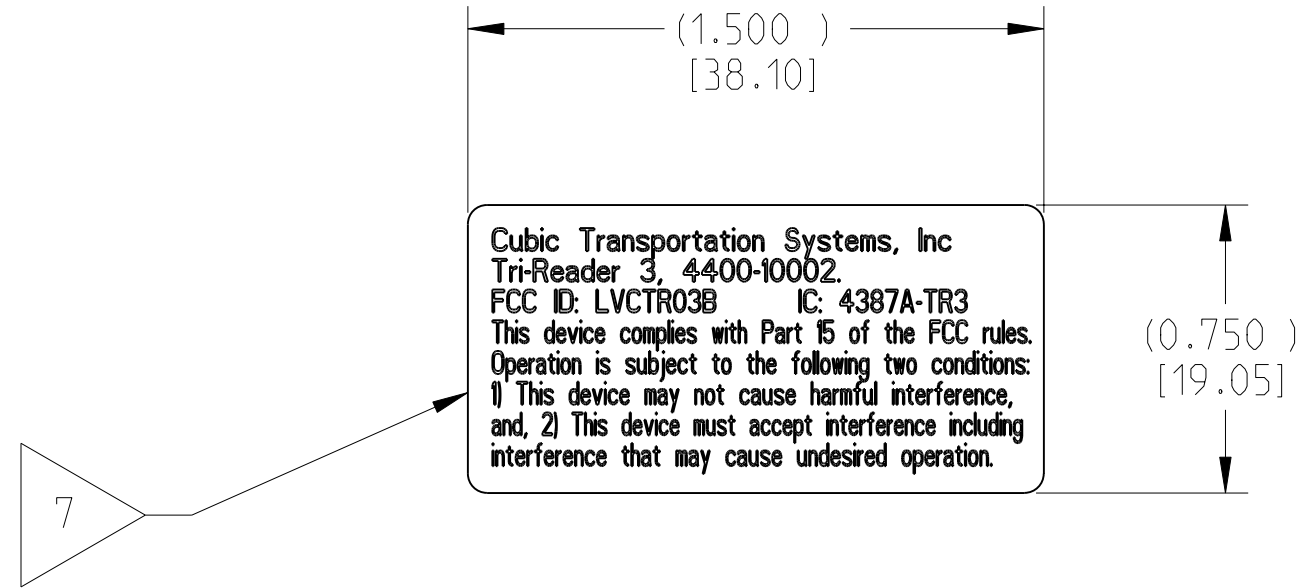 (1.500 )
[38.10]
Cubic Transportation Systems, Inc
Tri-Reader 3, 4400-10002.
FCC ID: LVCTR03B IC: 4387A-TR3
This device complies with Part 15 of the FCC rules.
Operation is subject to the following two conditions:
1) This device may not cause harmful interference,
and, 2) This device must accept interference including
interference that may cause undesired operation.
(0.750 )
[19.05]
7